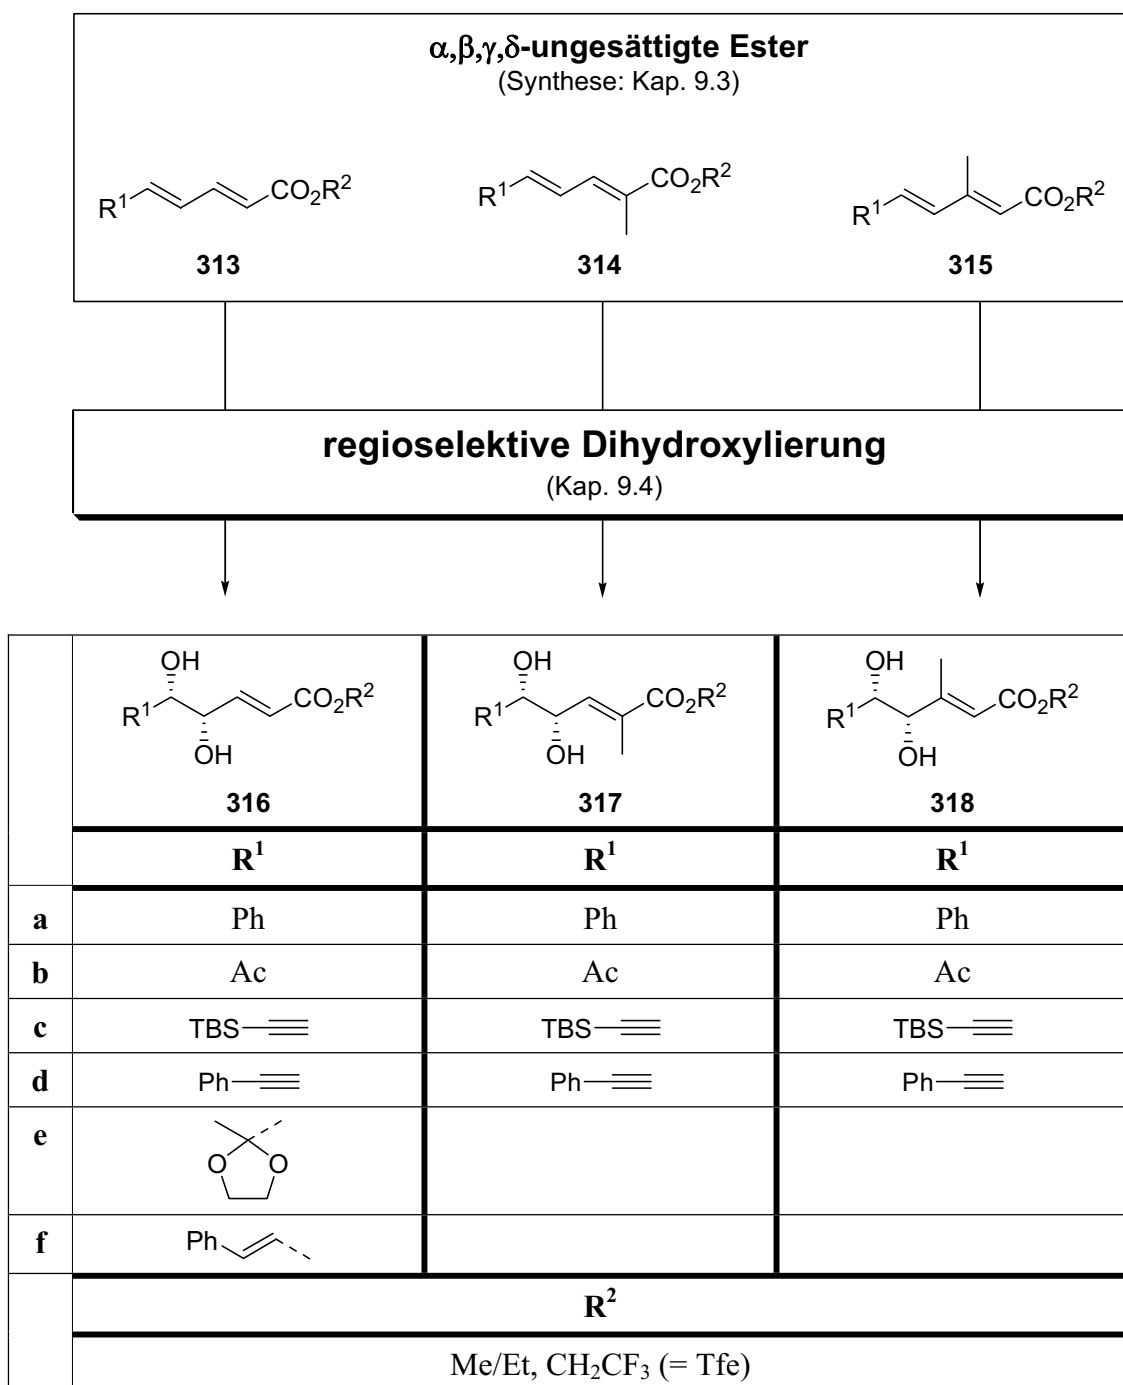 α,β,γ,δ-ungesättigte Ester
(Synthese: Kap. 9.3)
R¹ CO₂R² R¹ CO₂R² R¹ CO₂R²
313 314 315
regioselektive Dihydroxylierung
(Kap. 9.4)
OH OH OH
R¹ CO₂R² R¹ CO₂R² R¹ CO₂R²
OH OH OH
316 317 318
R¹ R¹ R¹
a Ph Ph Ph
b Ac Ac Ac
c TBS TBS TBS
d Ph Ph Ph
e O O
f Ph
R²
Me/Et, CH₂CF₃ (= Tfe)